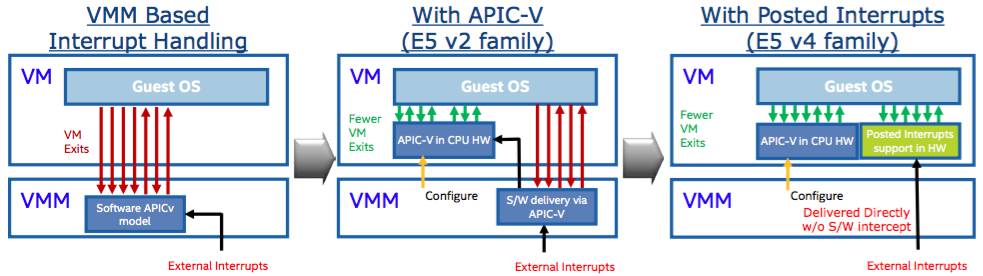 VMM Based
Interrupt Handling
VM
Guest OS
VM
Exits
VMM
Software APICv
model
External Interrupts
With APIC-V
(E5 v2 family)
VM
Guest OS
Fewer
VM
Exits
APIC-V in CPU HW
Configure
VMM
S/W delivery via
APIC-V
External Interrupts
With Posted Interrupts
(E5 v4 family)
VM
Guest OS
Fewer
VM
Exits
APIC-V in CPU HW
Posted Interrupts
support in HW
Configure
VMM
Delivered Directly
w/o S/W intercept
External Interrupts